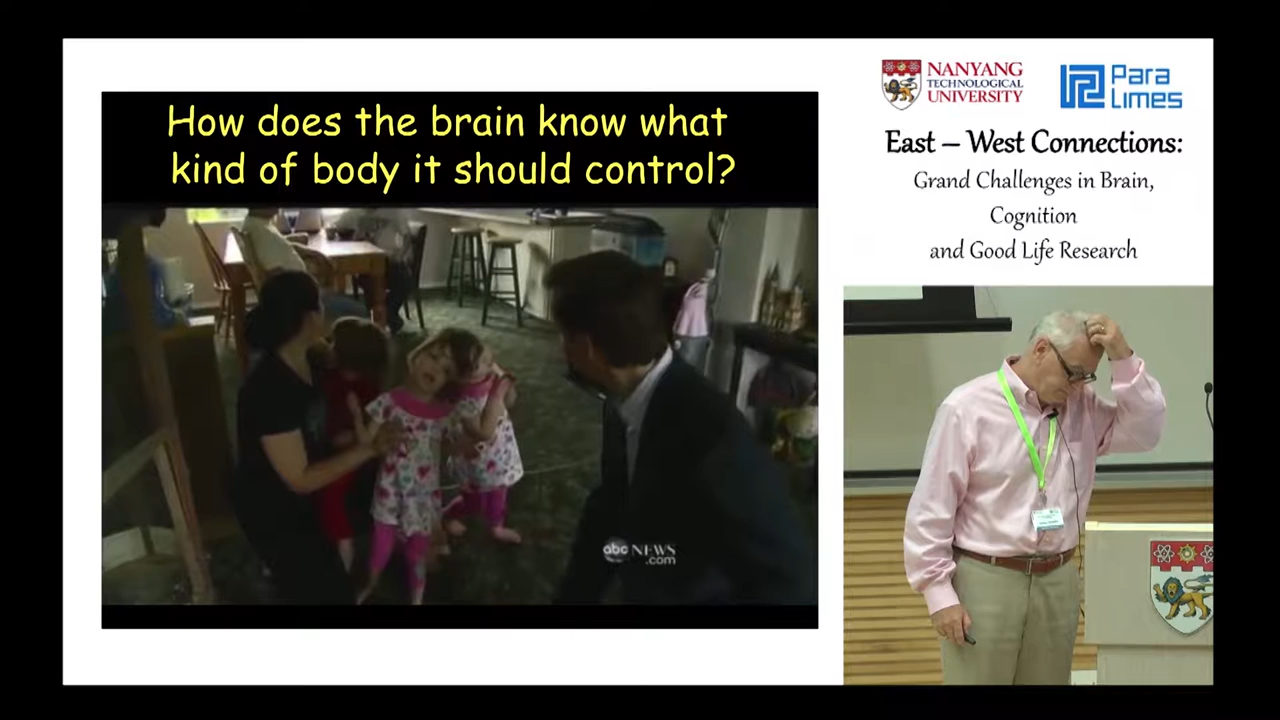 How does the brain know what
kind of body it should control?
abc NEWS
.com
NANYANG
TECHNOLOGICAL
UNIVERSITY
Para
Limes
East – West Connections:
Grand Challenges in Brain,
Cognition
and Good Life Research